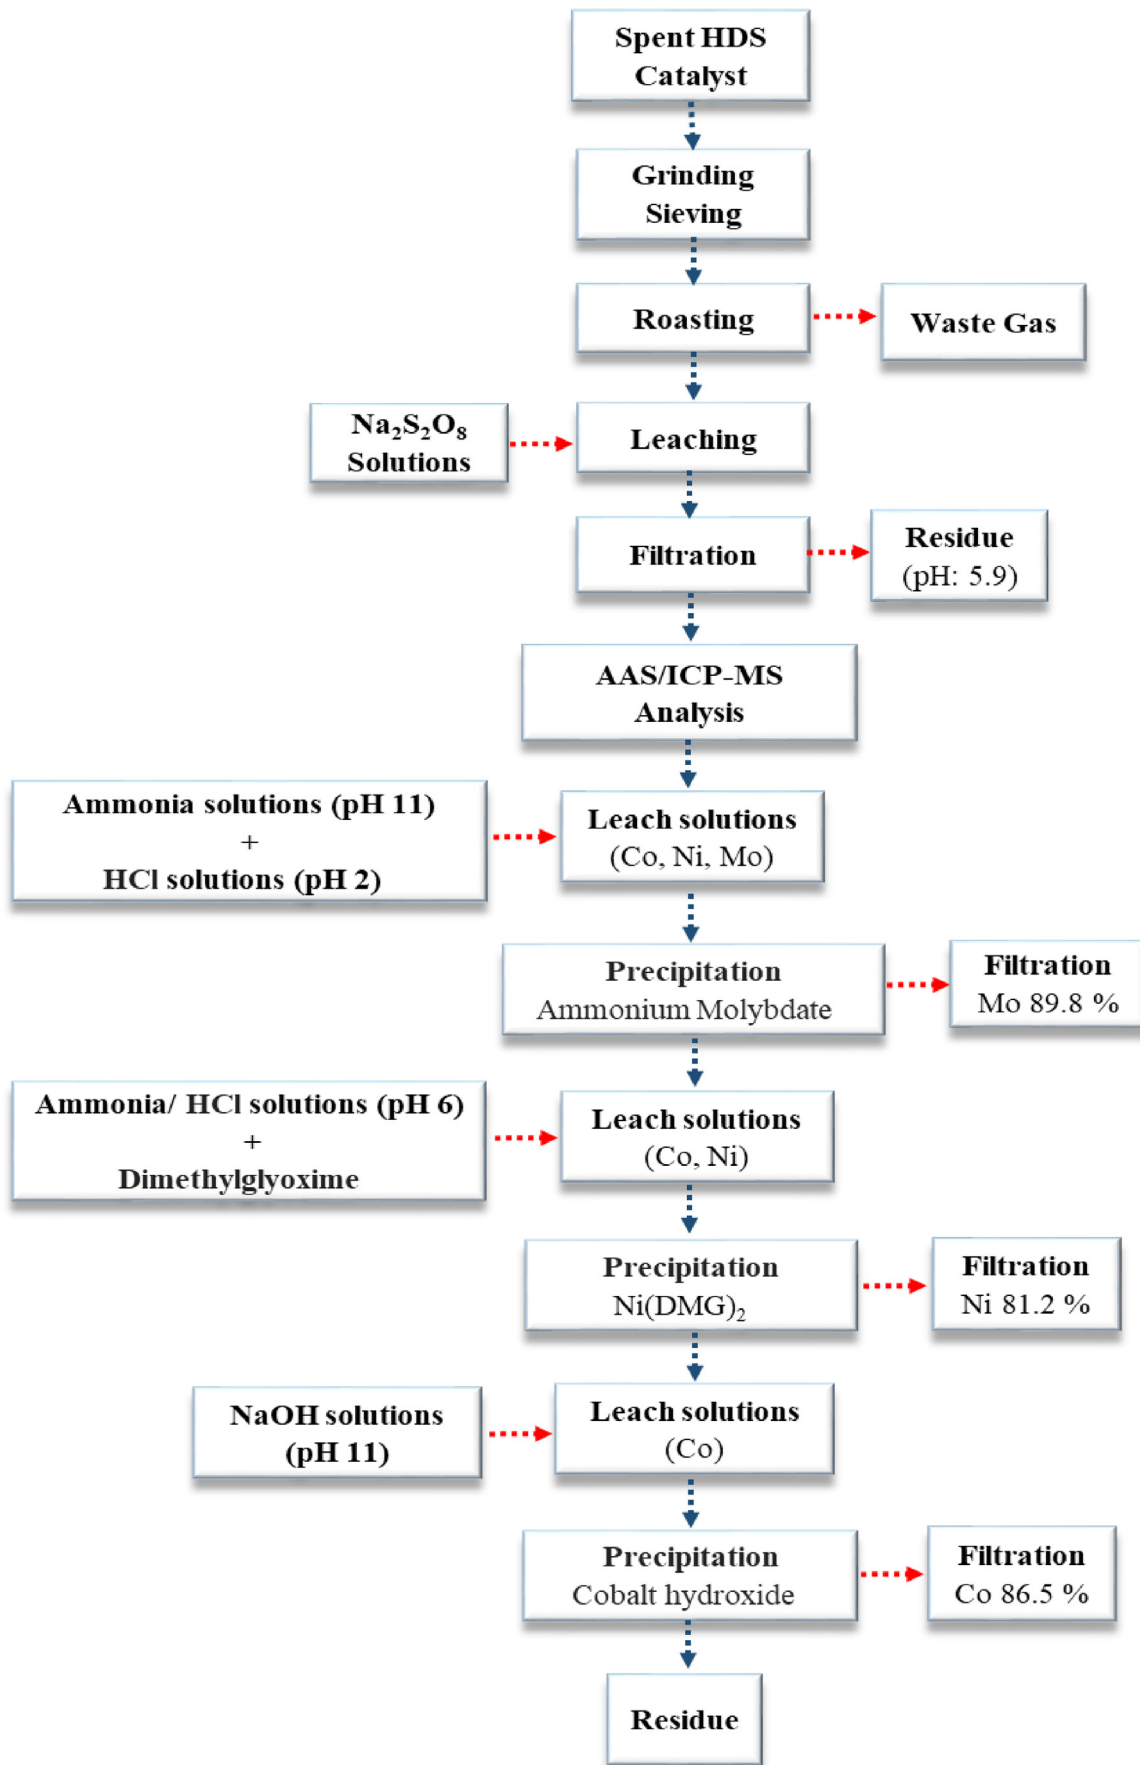 Spent HDS
Catalyst
Grinding
Sieving
Roasting
Waste Gas
Na₂S₂O₈
Solutions
Leaching
Filtration
Residue
(pH: 5.9)
AAS/ICP-MS
Analysis
Ammonia solutions (pH 11)
+
HCl solutions (pH 2)
Leach solutions
(Co, Ni, Mo)
Precipitation
Ammonium Molybdate
Filtration
Mo 89.8 %
Ammonia/ HCl solutions (pH 6)
+
Dimethylglyoxime
Leach solutions
(Co, Ni)
Precipitation
Ni(DMG)₂
Filtration
Ni 81.2 %
NaOH solutions
(pH 11)
Leach solutions
(Co)
Precipitation
Cobalt hydroxide
Filtration
Co 86.5 %
Residue